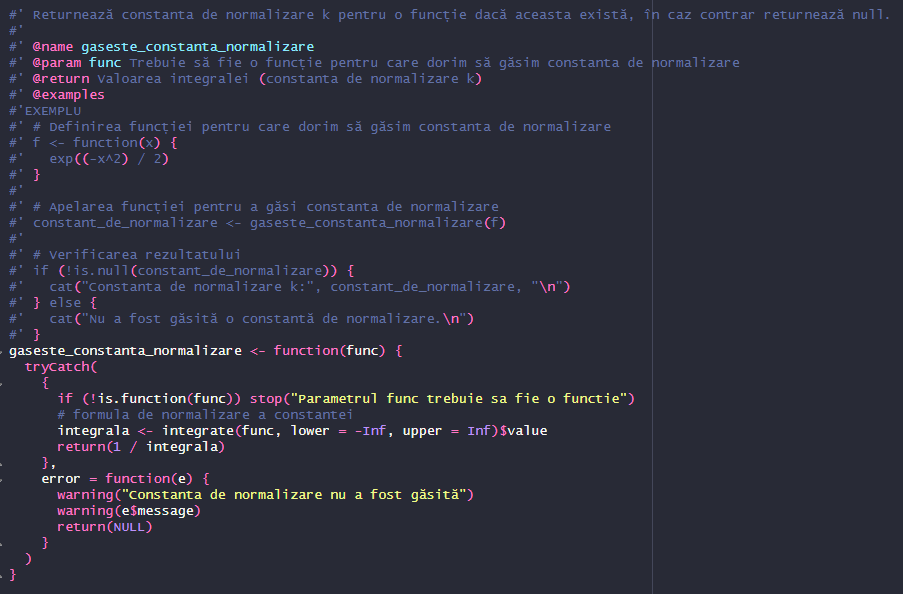 #' Returnează constanta de normalizare k pentru o funcție dacă aceasta există, în caz contrar returnează null.
#'
#' @name gaseste_constanta_normalizare
#' @param func Trebuie să fie o funcție pentru care dorim să găsim constanta de normalizare
#' @return Valoarea integralei (constanta de normalizare k)
#' @examples
#'EXEMPLU
#' # Definirea funcției pentru care dorim să găsim constanta de normalizare
#' f <- function(x) {
#'   exp((-x^2) / 2)
#' }
#'
#' # Apelarea funcției pentru a găsi constanta de normalizare
#' constant_de_normalizare <- gaseste_constanta_normalizare(f)
#'
#' # Verificarea rezultatului
#' if (!is.null(constant_de_normalizare)) {
#'   cat("Constanta de normalizare k:", constant_de_normalizare, "\n")
#' } else {
#'   cat("Nu a fost găsită o constantă de normalizare.\n")
#' }
gaseste_constanta_normalizare <- function(func) {
  tryCatch(
    {
      if (!is.function(func)) stop("Parametrul func trebuie sa fie o functie")
      # formula de normalizare a constantei
      integrala <- integrate(func, lower = -Inf, upper = Inf)$value
      return(1 / integrala)
    },
    error = function(e) {
      warning("Constanta de normalizare nu a fost găsită")
      warning(e$message)
      return(NULL)
    }
  )
}